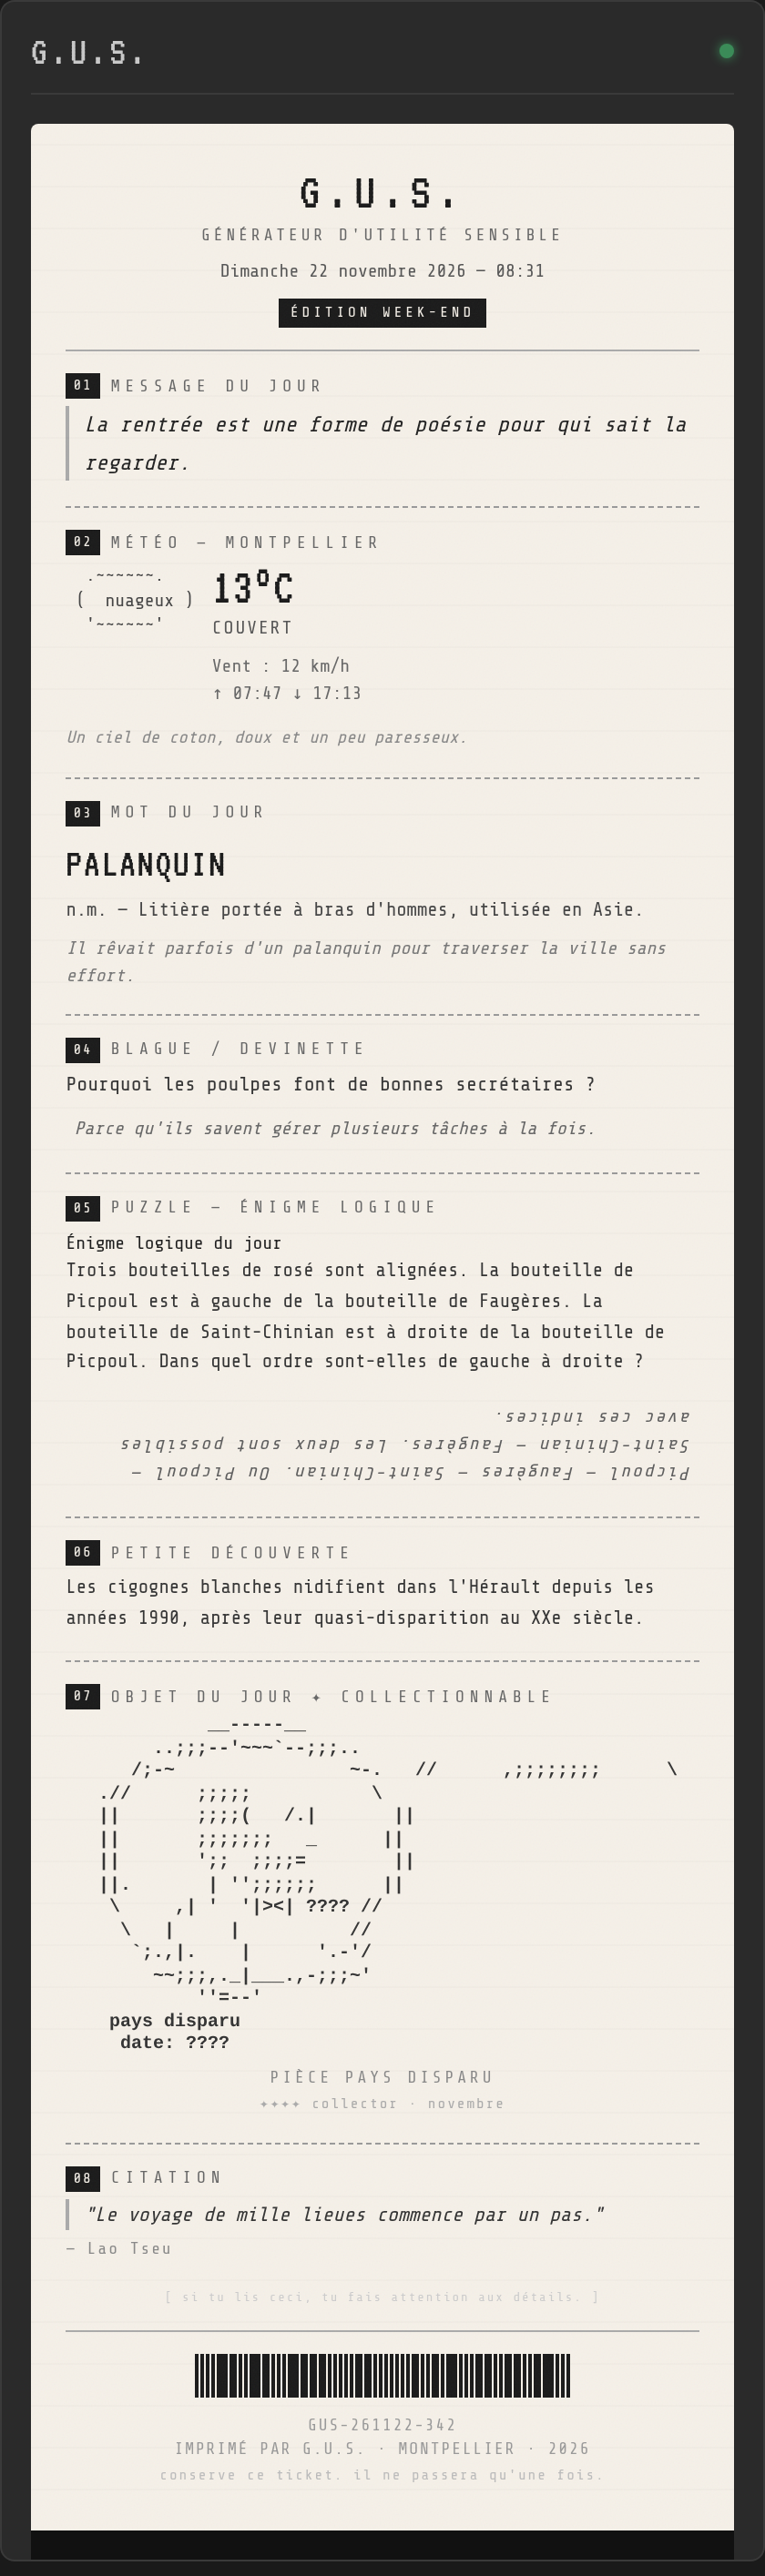 G.U.S.
G.U.S.
GÉNÉRATEUR D'UTILITÉ SENSIBLE
Dimanche 22 novembre 2026 — 08:31
ÉDITION WEEK-END
01 MESSAGE DU JOUR
La rentrée est une forme de poésie pour qui sait la
regarder.
02 MÉTÉO — MONTPELLIER
.~~~~~~.
( nuageux )
'~~~~~~'
13°C
COUVERT
Vent : 12 km/h
↑ 07:47 ↓ 17:13
Un ciel de coton, doux et un peu paresseux.
03 MOT DU JOUR
PALANQUIN
n.m. — Litière portée à bras d'hommes, utilisée en Asie.
Il rêvait parfois d'un palanquin pour traverser la ville sans
effort.
04 BLAGUE / DEVINETTE
Pourquoi les poulpes font de bonnes secrétaires ?
Parce qu'ils savent gérer plusieurs tâches à la fois.
05 PUZZLE — ÉNIGME LOGIQUE
Énigme logique du jour
Trois bouteilles de rosé sont alignées. La bouteille de
Picpoul est à gauche de la bouteille de Faugères. La
bouteille de Saint-Chinian est à droite de la bouteille de
Picpoul. Dans quel ordre sont-elles de gauche à droite ?
Picpoul — Faugères — Saint-Chinian. Ou Picpoul —
Saint-Chinian — Faugères. Les deux sont possibles
avec ces indices.
06 PETITE DÉCOUVERTE
Les cigognes blanches nidifient dans l'Hérault depuis les
années 1990, après leur quasi-disparition au XXe siècle.
07 OBJET DU JOUR ✦ COLLECTIONNABLE
__-----__
..;;;--'~~~`--;;;..
/;-~                ~-.   //      ,;;;;;;;;      \
.//      ;;;;;           \
||       ;;;;(   /.|       ||
||       ;;;;;;;   _      ||
||       ';;  ;;;;=        ||
||.       | '';;;;;;      ||
\     ,| '  '|><| ???? //
\   |     |          //
`;.,|.    |      '.-'/
~~;;;,._|___.,-;;;~'
''=--'
pays disparu
date: ????
PIÈCE PAYS DISPARU
✦✦✦✦ collector · novembre
08 CITATION
"Le voyage de mille lieues commence par un pas."
— Lao Tseu
[ si tu lis ceci, tu fais attention aux détails. ]
GUS-261122-342
IMPRIMÉ PAR G.U.S. · MONTPELLIER · 2026
conserve ce ticket. il ne passera qu'une fois.